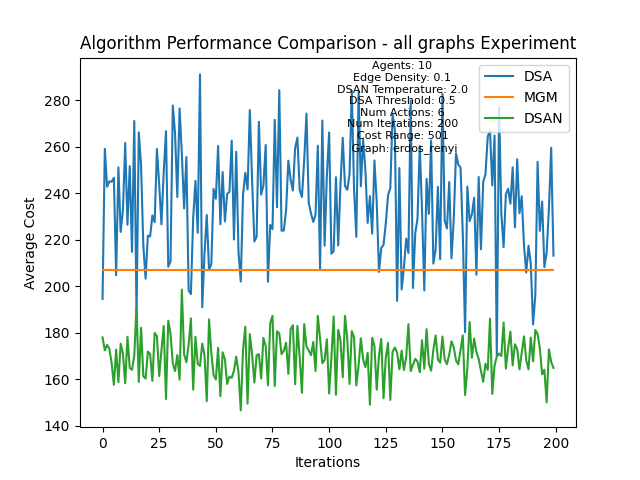 Algorithm Performance Comparison - all graphs Experiment
Agents: 10
Edge Density: 0.1
DSAN Temperature: 2.0
DSA Threshold: 0.5
Num Actions: 6
Num Iterations: 200
Cost Range: 501
Graph: erdos_renyi
DSA
MGM
DSAN
Average Cost
280
260
240
220
200
180
160
140
0
25
50
75
100
125
150
175
200
Iterations